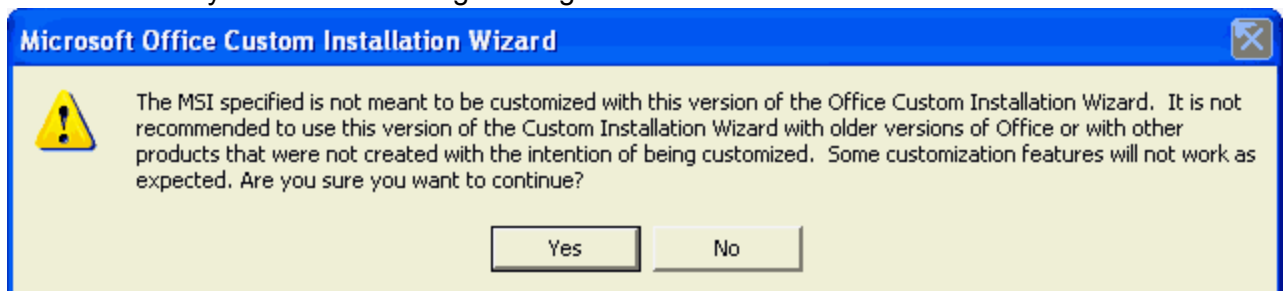 Microsoft Office Custom Installation Wizard
The MSI specified is not meant to be customized with this version of the Office Custom Installation Wizard.  It is not
recommended to use this version of the Custom Installation Wizard with older versions of Office or with other
products that were not created with the intention of being customized.  Some customization features will not work as
expected. Are you sure you want to continue?
Yes
No